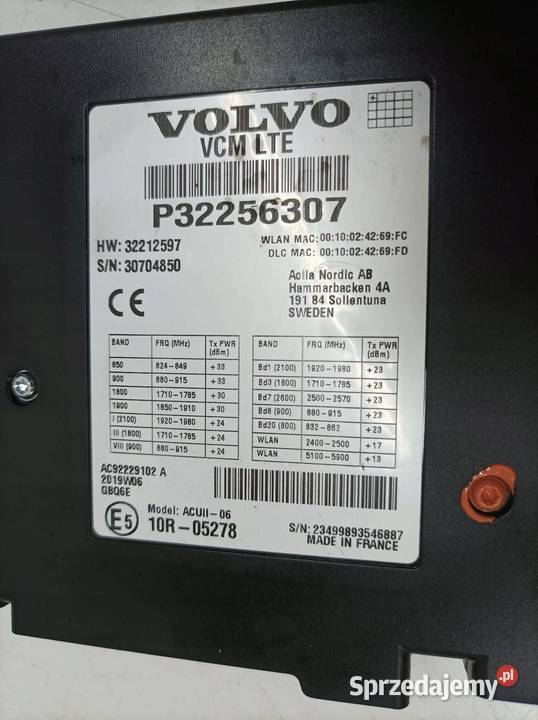 VOLVO
VCM LTE
P32256307
HW: 32212597
S/N: 30704850
WLAN MAC: 00:10:02:42:69:FC
DLC MAC: 00:10:02:42:69:FD
Actia Nordic AB
Hammarbacken 4A
191 84 Sollentuna
SWEDEN
CE
BAND FRQ (MHz) Tx PWR (dBm)
850 824-849 +33
900 880-915 +33
1800 1710-1785 +30
1900 1850-1910 +30
I (2100) 1920-1980 +24
III (1800) 1710-1785 +24
VIII (900) 880-915 +24
BAND FRQ (MHz) Tx PWR (dBm)
Bd1 (2100) 1920-1980 +23
Bd3 (1800) 1710-1785 +23
Bd7 (2600) 2500-2570 +23
Bd8 (900) 880-915 +23
Bd20 (800) 832-862 +23
WLAN 2400-2500 +17
WLAN 5100-5900 +13
AC92229102 A
2019W06
GBQ6E
E5
Model: ACUII-06
10R-05278
S/N: 23499893546887
MADE IN FRANCE
Sprzedajemy.pl